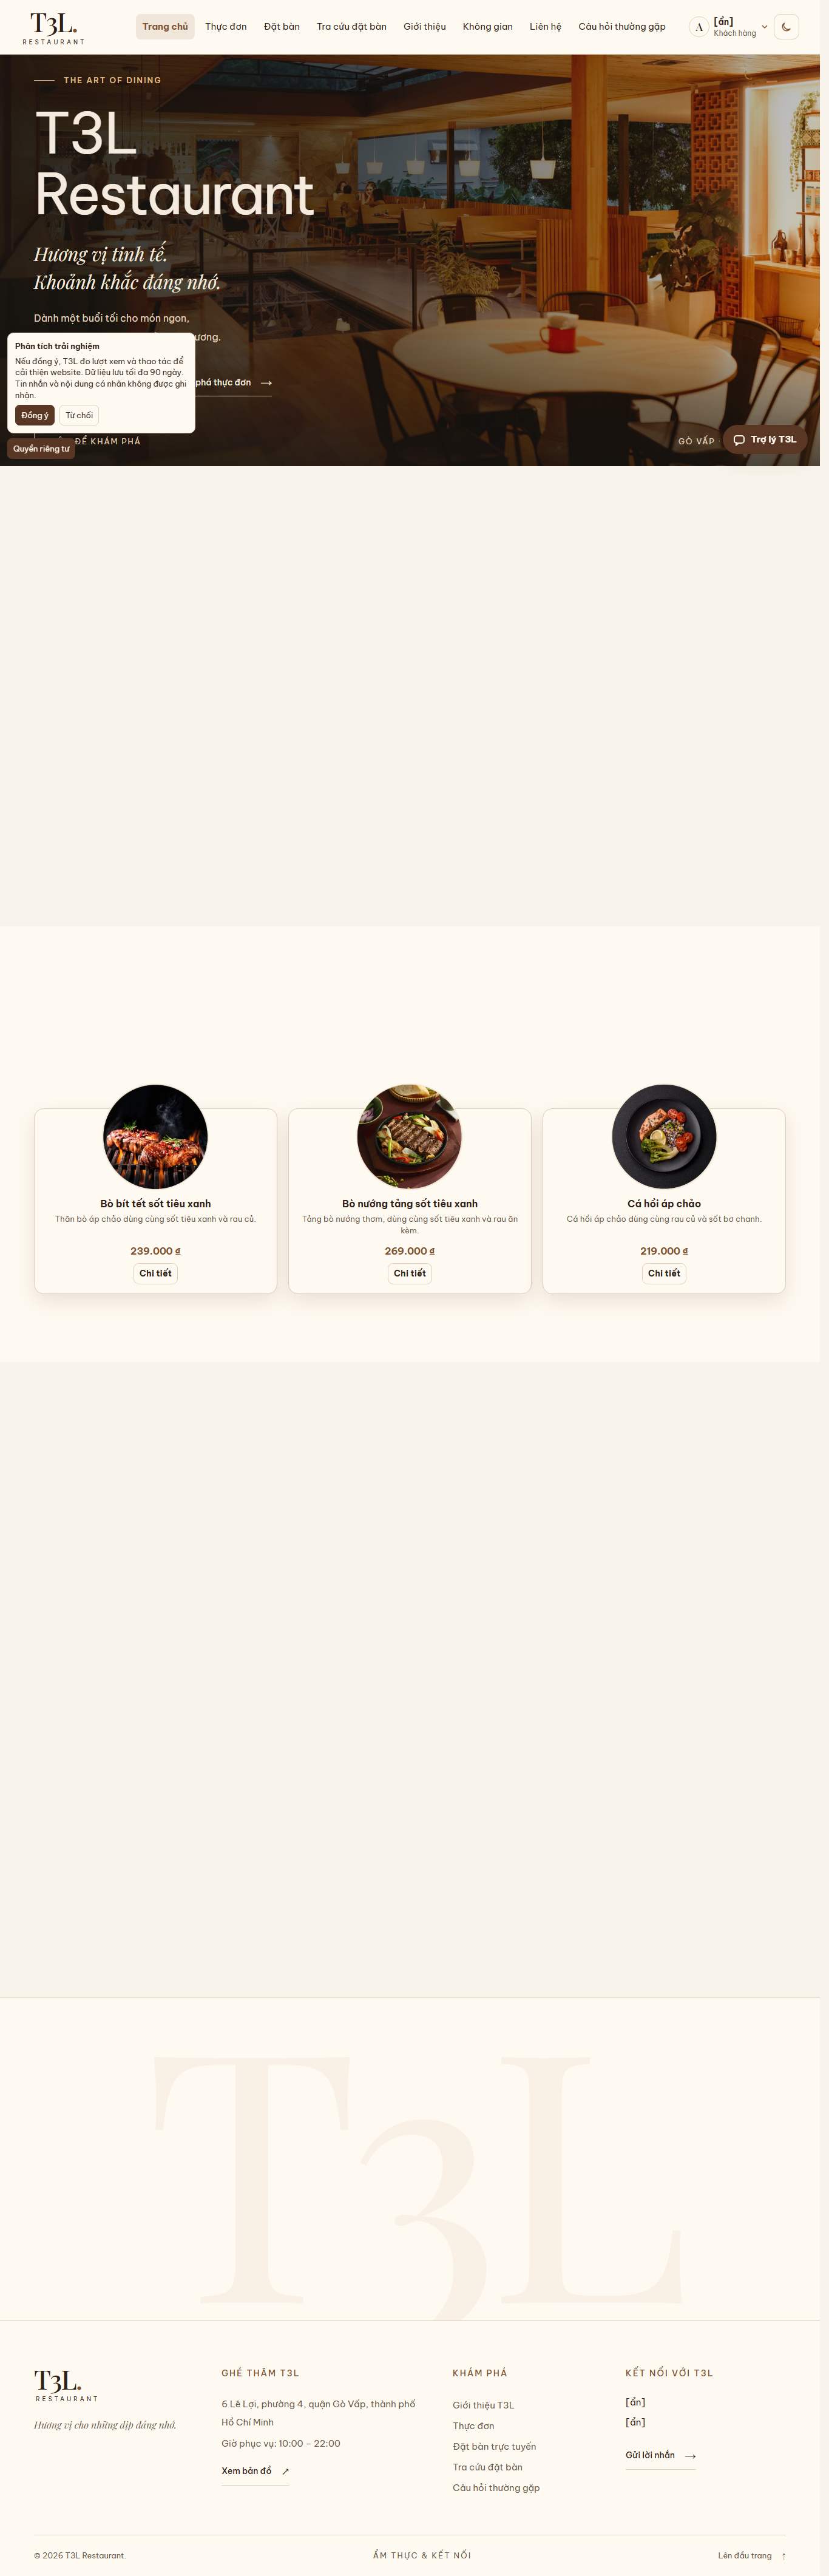 T3L.
RESTAURANT
Trang chủ
Thực đơn
Đặt bàn
Tra cứu đặt bàn
Giới thiệu
Không gian
Liên hệ
Câu hỏi thường gặp
A
[ẩn]
Khách hàng
THE ART OF DINING
T3L
Restaurant
Hương vị tinh tế.
Khoảnh khắc đáng nhớ.
Dành một buổi tối cho món ngon,
ương.
phá thực đơn →
Phân tích trải nghiệm
Nếu đồng ý, T3L đo lượt xem và thao tác để
cải thiện website. Dữ liệu lưu tối đa 90 ngày.
Tin nhắn và nội dung cá nhân không được ghi
nhận.
Đồng ý
Từ chối
ĐỂ KHÁM PHÁ
Quyền riêng tư
GÒ VẤP ·
Trợ lý T3L
Bò bít tết sốt tiêu xanh
Thăn bò áp chảo dùng cùng sốt tiêu xanh và rau củ.
239.000 ₫
Chi tiết
Bò nướng tảng sốt tiêu xanh
Tảng bò nướng thơm, dùng cùng sốt tiêu xanh và rau ăn
kèm.
269.000 ₫
Chi tiết
Cá hồi áp chảo
Cá hồi áp chảo dùng cùng rau củ và sốt bơ chanh.
219.000 ₫
Chi tiết
T3L
T3L.
RESTAURANT
Hương vị cho những dịp đáng nhớ.
GHÉ THĂM T3L
6 Lê Lợi, phường 4, quận Gò Vấp, thành phố
Hồ Chí Minh
Giờ phục vụ: 10:00 – 22:00
Xem bản đồ ↗
KHÁM PHÁ
Giới thiệu T3L
Thực đơn
Đặt bàn trực tuyến
Tra cứu đặt bàn
Câu hỏi thường gặp
KẾT NỐI VỚI T3L
[ẩn]
[ẩn]
Gửi lời nhắn →
© 2026 T3L Restaurant.
ẨM THỰC & KẾT NỐI
Lên đầu trang ↑